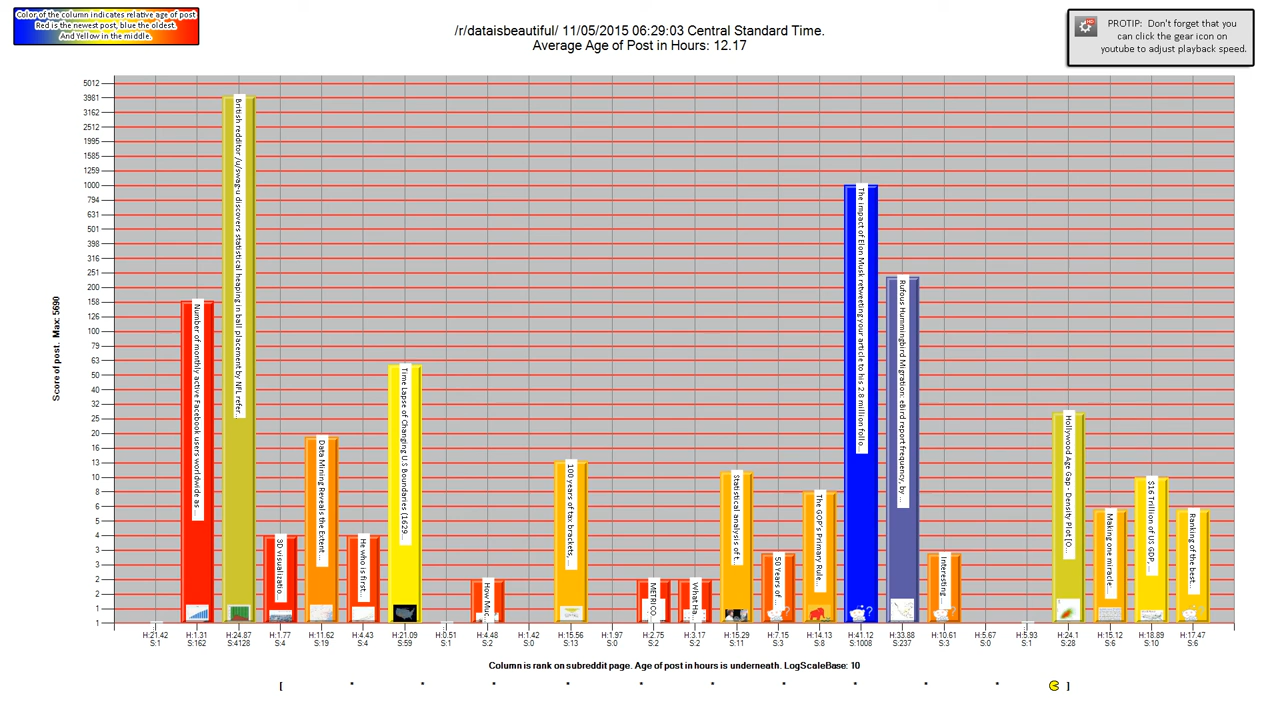 Color of the column indicates relative age of post
Red is the newest post, blue the oldest.
And Yellow in the middle.
/r/dataisbeautiful/ 11/05/2015 06:29:03 Central Standard Time.
Average Age of Post in Hours: 12.17
PROTIP: Don't forget that you
can click the gear icon on
youtube to adjust playback speed.
HD
Score of post. Max: 5690
5012
3981
3162
2512
1995
1585
1259
1000
794
631
501
398
316
251
200
158
126
100
79
63
50
40
32
25
20
16
13
10
8
6
5
4
3
3
2
2
1
1
Number of monthly active Facebook users worldwide as ...
British redditor /u/swag-u discovers statistical heaping in ball placement by NFL refer...
3D visualizatio...
Data Mining Reveals the Extent ...
He who is first...
Time Lapse of Changing U.S Boundaries (1629...
How Muc...
100 years of tax brackets, ...
METRICO...
What Ha...
Statistical analysis of t...
50 Years of...
The GOP's Primary Rule...
The impact of Elon Musk retweeting your article to his 2.8 million follo...
Rufous Hummingbird Migration: eBird report frequency, by ...
Interesting...
Hollywood Age Gap - Density Plot [O...
Making one miracle...
$16 Trillion of US GDP, ...
Ranking of the best...
H:21.42
S:1
H:1.31
S:162
H:24.87
S:4128
H:1.77
S:4
H:11.62
S:19
H:4.43
S:4
H:21.09
S:59
H:0.51
S:1
H:4.48
S:2
H:1.42
S:0
H:15.56
S:13
H:1.97
S:0
H:2.75
S:2
H:3.17
S:2
H:15.29
S:11
H:7.15
S:3
H:14.13
S:8
H:41.12
S:1008
H:33.88
S:237
H:10.61
S:3
H:5.67
S:0
H:5.93
S:1
H:24.1
S:28
H:15.12
S:6
H:18.89
S:10
H:17.47
S:6
Column is rank on subreddit page. Age of post in hours is underneath. LogScaleBase: 10
[ * * * * * * * * * * ]